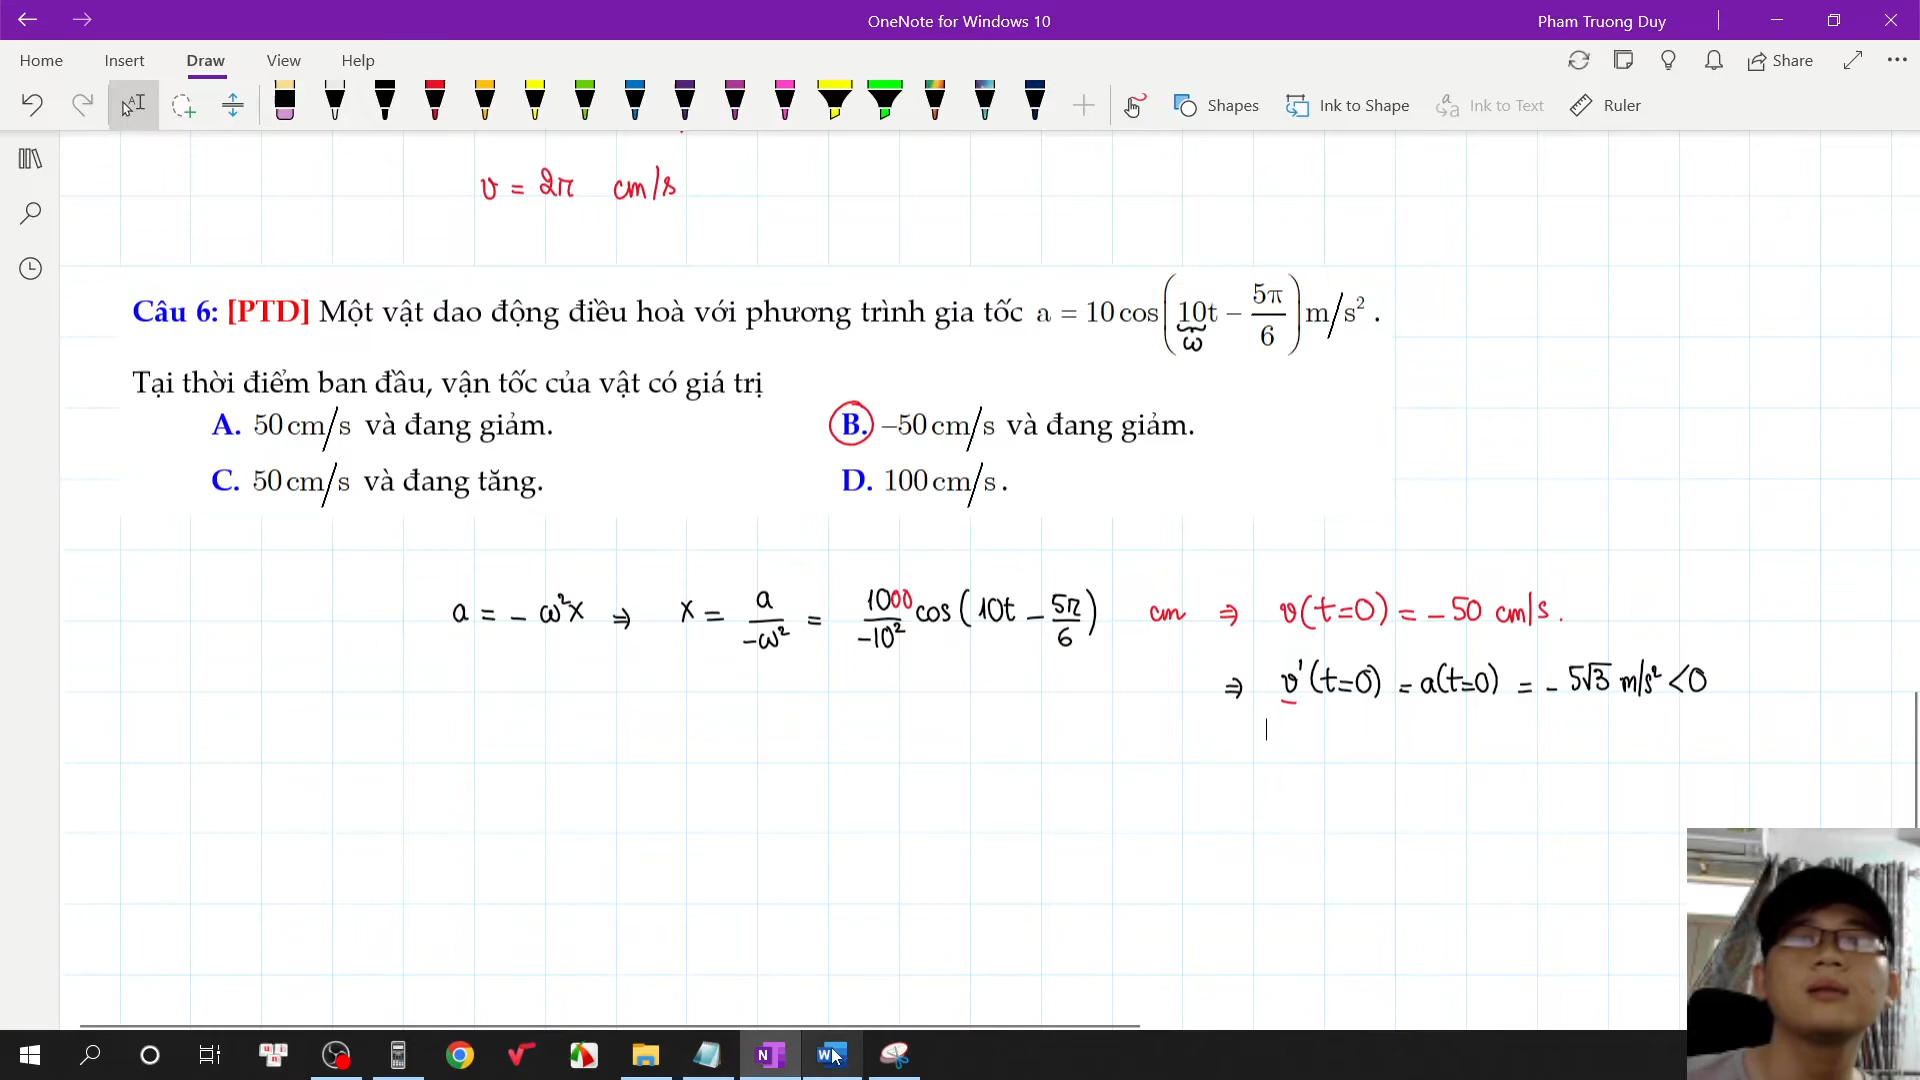 OneNote for Windows 10
Pham Truong Duy
Home Insert Draw View Help
Share
Shapes
Ink to Shape
Ink to Text
Ruler
v = 2π cm/s
Câu 6: [PTD] Một vật dao động điều hoà với phương trình gia tốc a = 10 cos(10t − 5π/6) m/s².
ω
Tại thời điểm ban đầu, vận tốc của vật có giá trị
A. 50 cm/s và đang giảm.
B. −50 cm/s và đang giảm.
C. 50 cm/s và đang tăng.
D. 100 cm/s.
a = − ω²x ⇒ x = a/−ω² = 1000/−10² cos(10t − 5π/6) cm ⇒ v(t=0) = − 50 cm/s.
⇒ v'(t=0) = a(t=0) = − 5√3 m/s² < 0